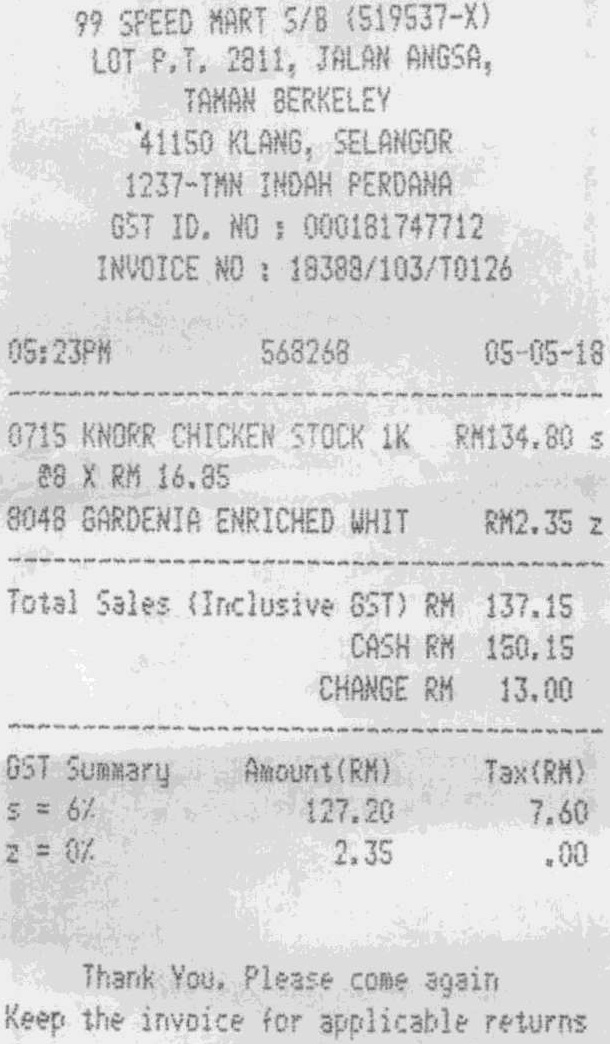 99 SPEED MART S/B (519537-X)
LOT P.T. 2811, JALAN ANGSA,
TAMAN BERKELEY
41150 KLANG, SELANGOR
1237-TMN INDAH PERDANA
GST ID. NO : 000181747712
INVOICE NO : 18388/103/T0126
05:23PM 568268 05-05-18
0715 KNORR CHICKEN STOCK 1K RM134.80 s
@8 X RM 16.85
8048 GARDENIA ENRICHED WHIT RM2.35 z
Total Sales (Inclusive GST) RM 137.15
CASH RM 150.15
CHANGE RM 13.00
GST Summary Amount(RM) Tax(RM)
s = 6% 127.20 7.60
z = 0% 2.35 .00
Thank You. Please come again
Keep the invoice for applicable returns